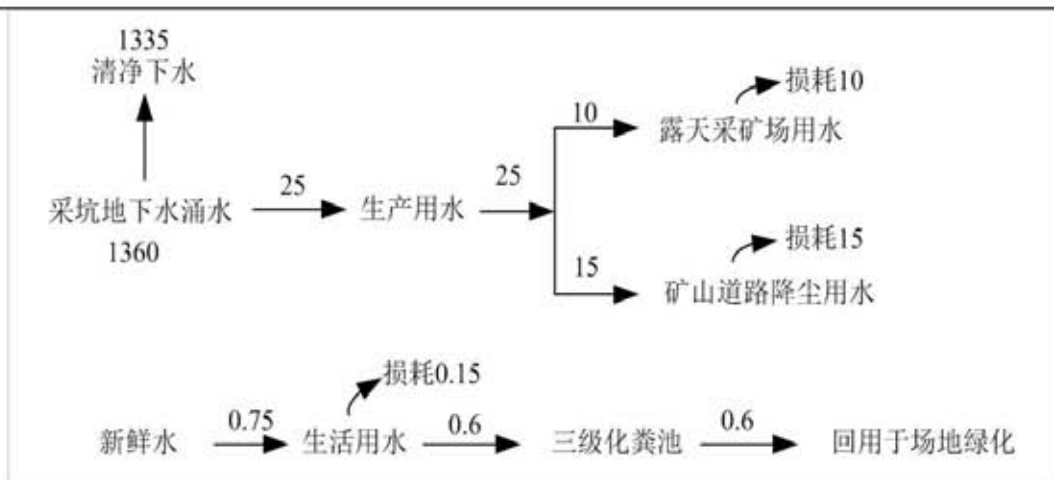 1335
清净下水
损耗10
10
露天采矿场用水
25
25
采坑地下水涌水
生产用水
1360
损耗15
15
矿山道路降尘用水
损耗0.15
0.75
0.6
0.6
新鲜水
生活用水
三级化粪池
回用于场地绿化